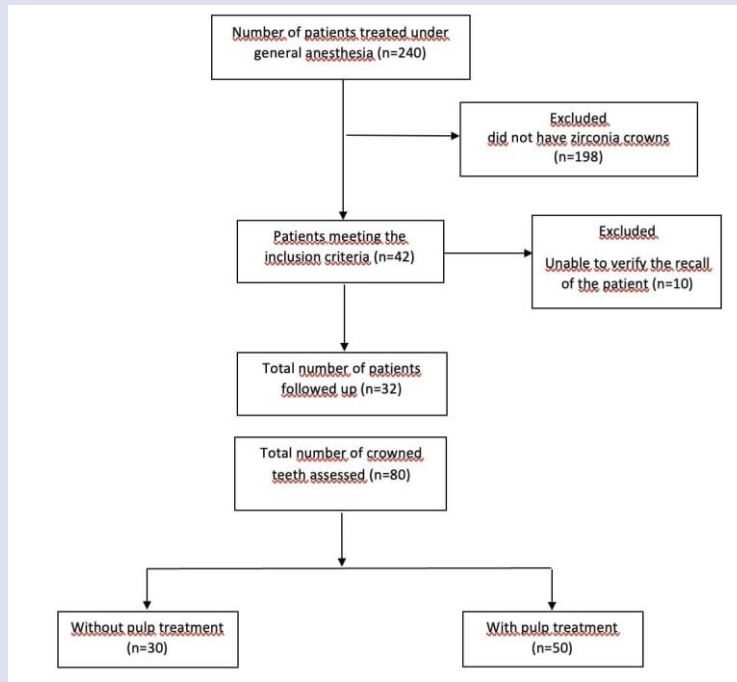 Number of patients treated under
general anesthesia (n=240)
Excluded
did not have zirconia crowns
(n=198)
Patients meeting the
inclusion criteria (n=42)
Excluded
Unable to verify the recall
of the patient (n=10)
Total number of patients
followed up (n=32)
Total number of crowned
teeth assessed (n=80)
Without pulp treatment
(n=30)
With pulp treatment
(n=50)